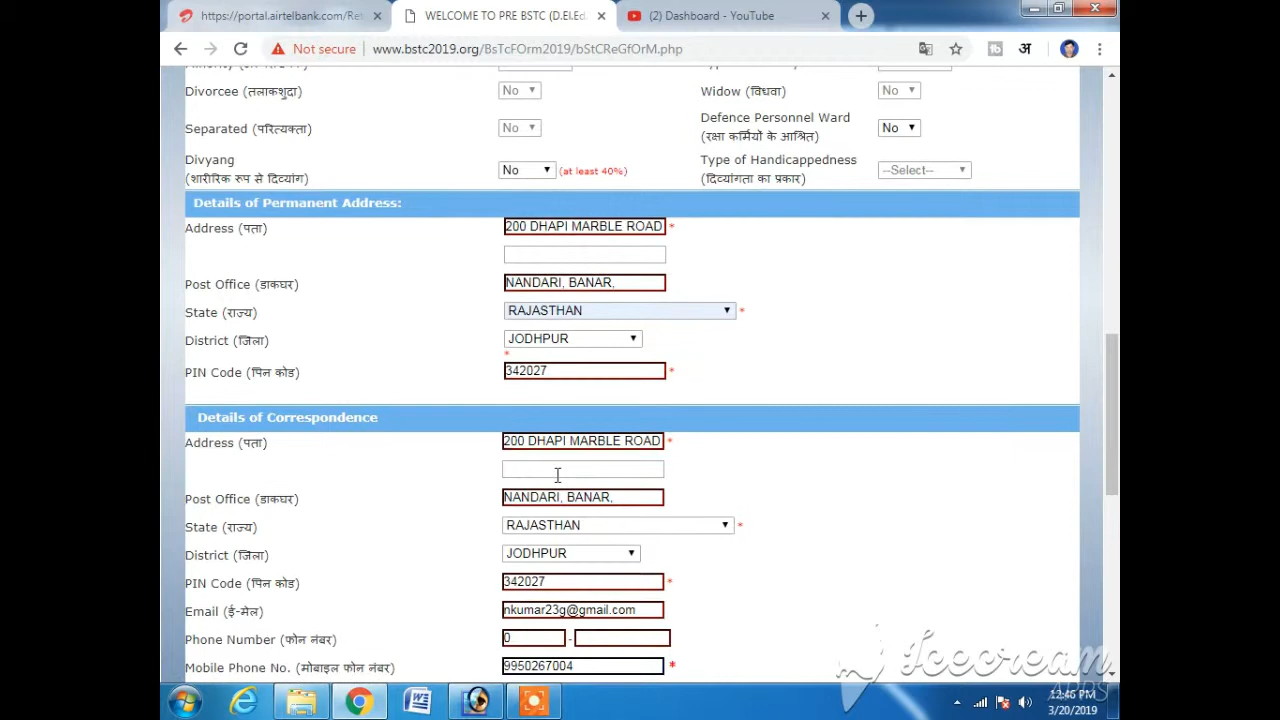 https://portal.airtelbank.com/Ret
WELCOME TO PRE BSTC (D.El.Ed.
(2) Dashboard - YouTube
Not secure
www.bstc2019.org/BsTcFOrm2019/bStCReGfOrM.php
अ
Divorcee (तलाकशुदा) No Widow (विधवा) No
Separated (परित्यक्ता) No Defence Personnel Ward No
(रक्षा कर्मियों के आश्रित)
Divyang No (at least 40%) Type of Handicappedness --Select--
(शारीरिक रुप से दिव्यांग) (दिव्यांगता का प्रकार)
Details of Permanent Address:
Address (पता) 200 DHAPI MARBLE ROAD *
Post Office (डाकघर) NANDARI, BANAR,
State (राज्य) RAJASTHAN *
District (जिला) JODHPUR
*
PIN Code (पिन कोड) 342027 *
Details of Correspondence
Address (पता) 200 DHAPI MARBLE ROAD *
Post Office (डाकघर) NANDARI, BANAR,
State (राज्य) RAJASTHAN *
District (जिला) JODHPUR
PIN Code (पिन कोड) 342027 *
Email (ई-मेल) nkumar23g@gmail.com
Phone Number (फोन नंबर) 0 -
Mobile Phone No. (मोबाइल फोन नंबर) 9950267004 *
Icecream
APPS
12:46 PM
3/20/2019